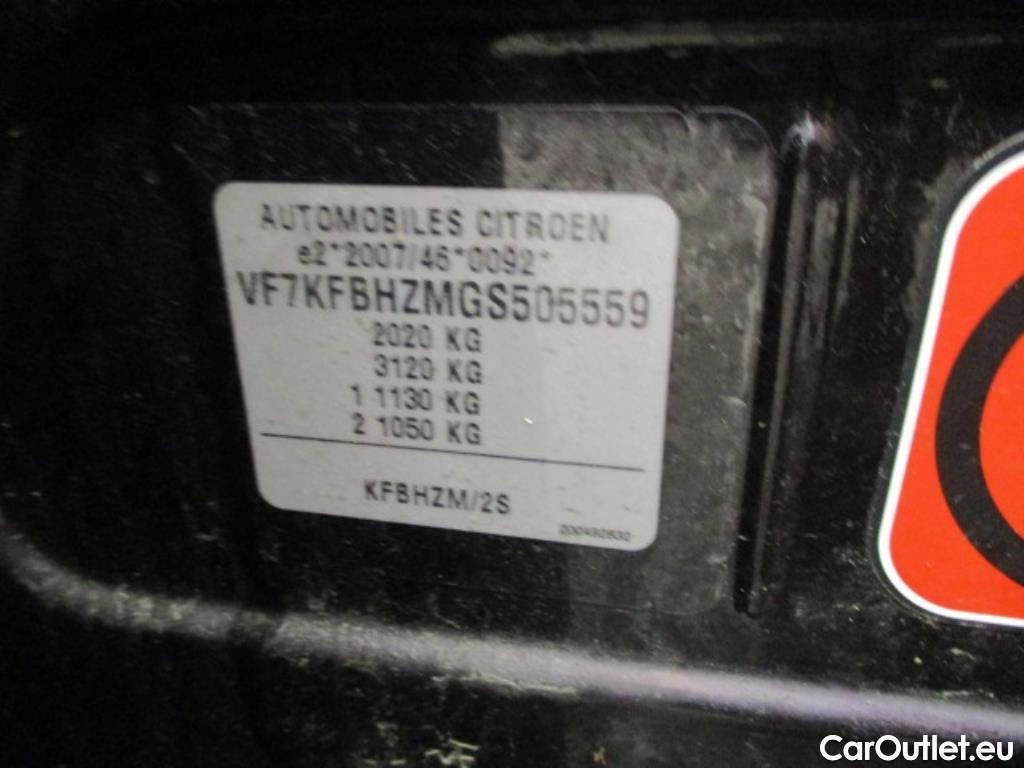 AUTOMOBILES CITROEN
e2*2007/46*0092*
VF7KFBHZMGS505559
2020 KG
3120 KG
1 1130 KG
2 1050 KG
KFBHZM/2S
200492832
CarOutlet.eu